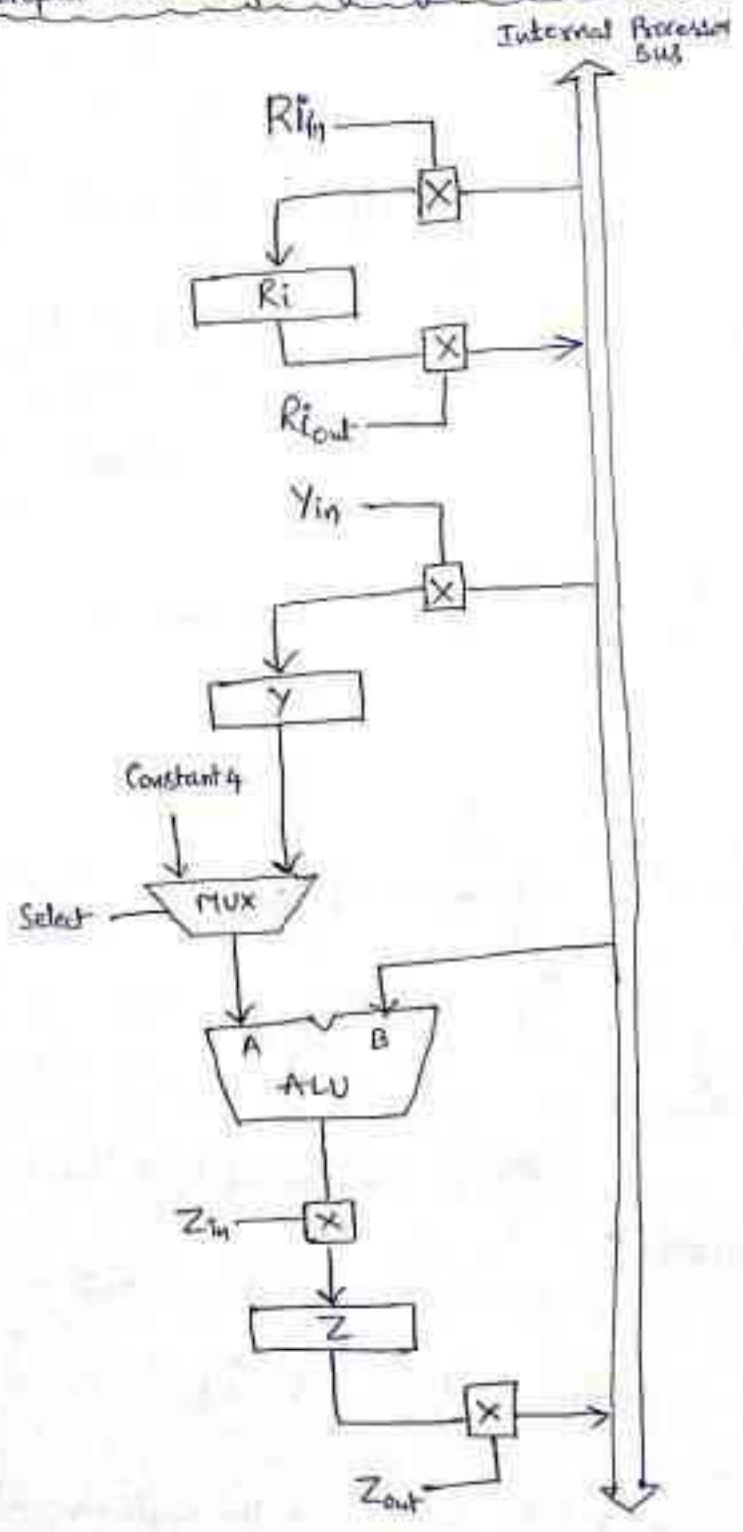 Internal Processor
bus
Riin
X
Ri
X
Riout
Yin
X
Y
Constant 4
Select
MUX
A
B
ALU
Zin
X
Z
X
Zout